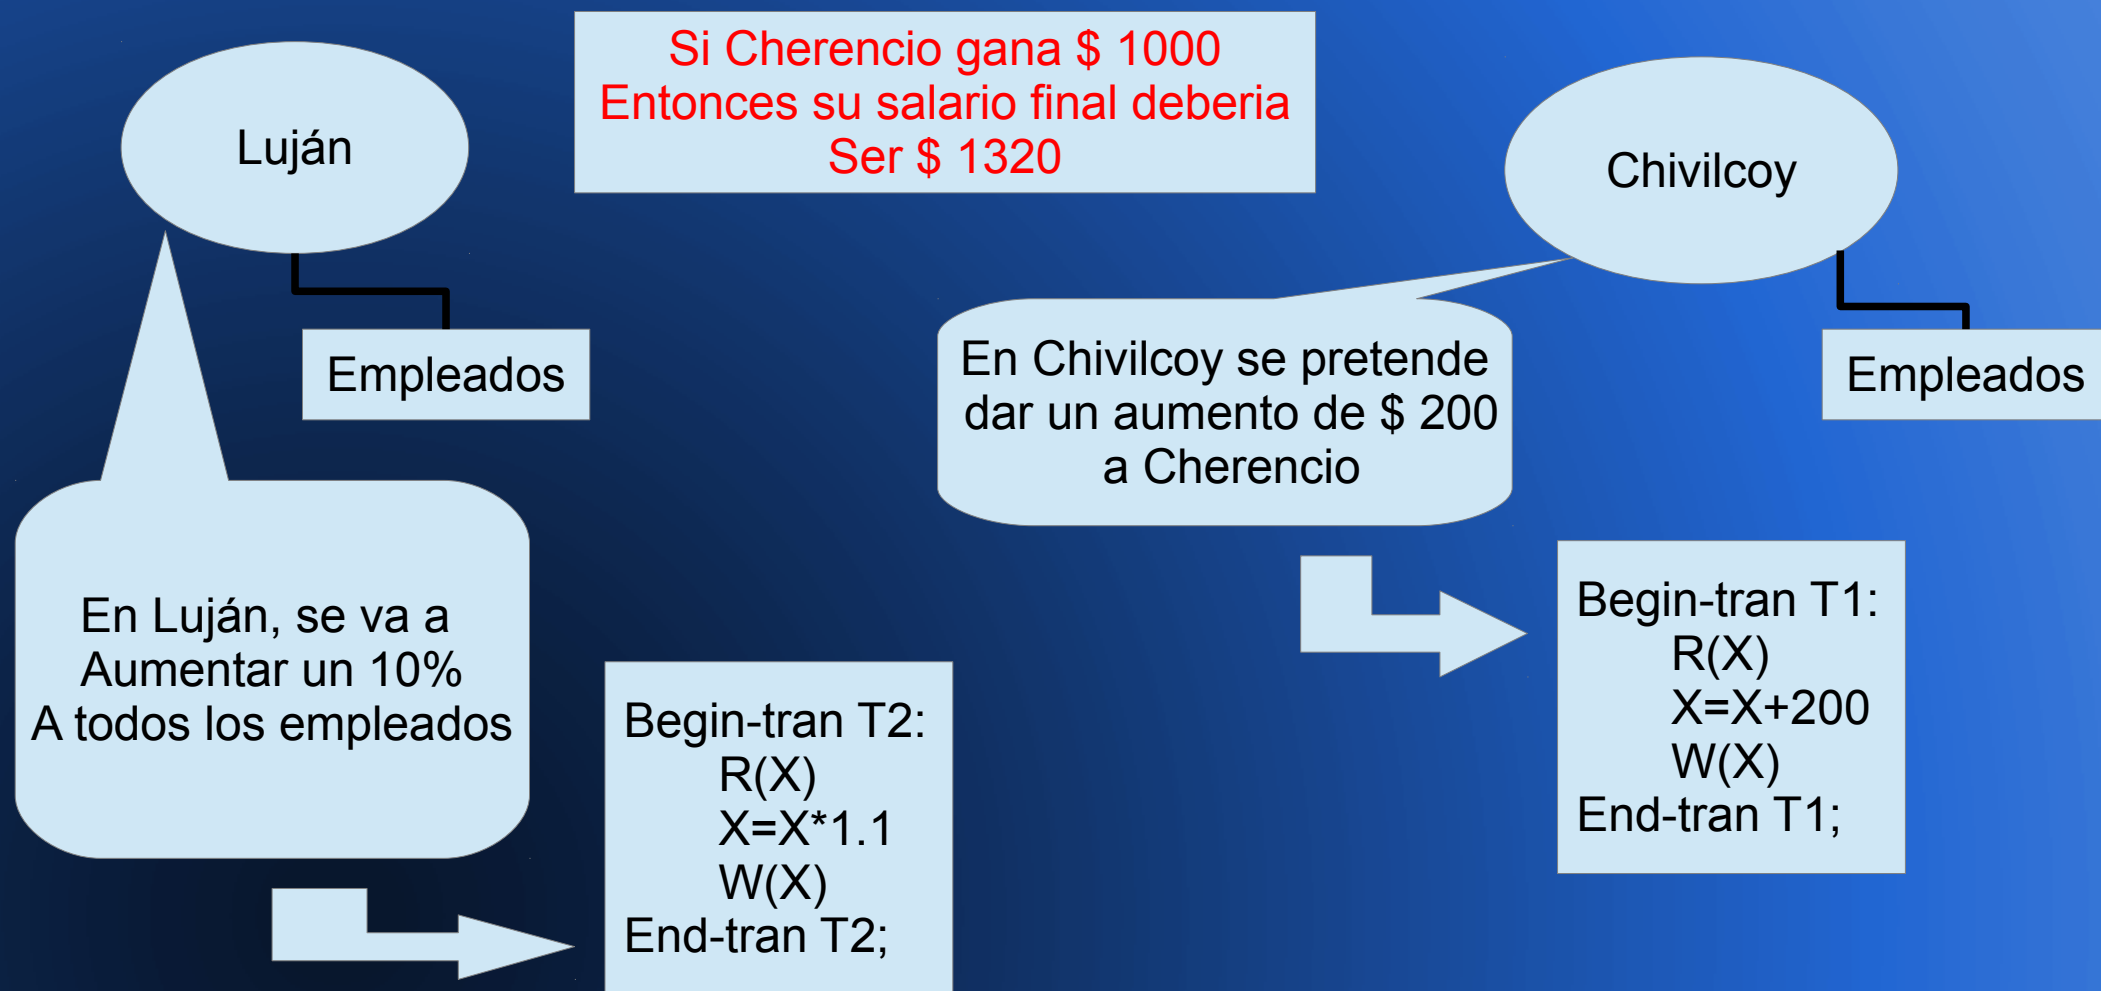 Si Cherencio gana $ 1000
Entonces su salario final deberia
Ser $ 1320
Luján
Chivilcoy
Empleados
En Chivilcoy se pretende
dar un aumento de $ 200
a Cherencio
Empleados
En Luján, se va a
Aumentar un 10%
A todos los empleados
Begin-tran T2:
R(X)
X=X*1.1
W(X)
End-tran T2;
Begin-tran T1:
R(X)
X=X+200
W(X)
End-tran T1;